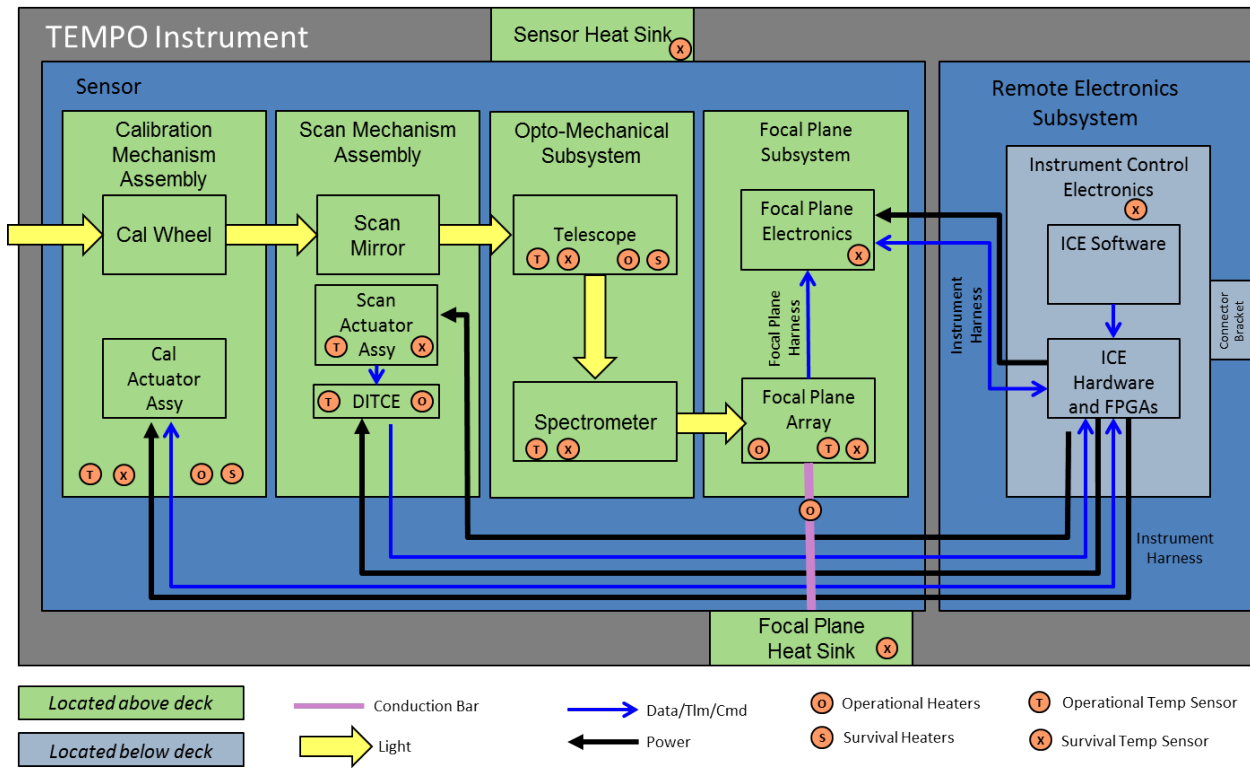 TEMPO Instrument
Sensor Heat Sink
X
Sensor
Remote Electronics
Subsystem
Calibration
Mechanism
Assembly
Scan Mechanism
Assembly
Opto-Mechanical
Subsystem
Focal Plane
Subsystem
Instrument Control
Electronics
X
Cal Wheel
Scan
Mirror
Telescope
T X O S
Focal Plane
Electronics
X
ICE Software
Scan
Actuator
Assy
T X
Focal Plane
Harness
Instrument
Harness
Connector
Bracket
Cal
Actuator
Assy
T DITCE O
ICE
Hardware
and FPGAs
Spectrometer
T X
Focal Plane
Array
O T X
T X O S
O
Instrument
Harness
Focal Plane
Heat Sink
X
Located above deck
Conduction Bar
Data/Tlm/Cmd
O Operational Heaters
T Operational Temp Sensor
Located below deck
Light
Power
S Survival Heaters
X Survival Temp Sensor